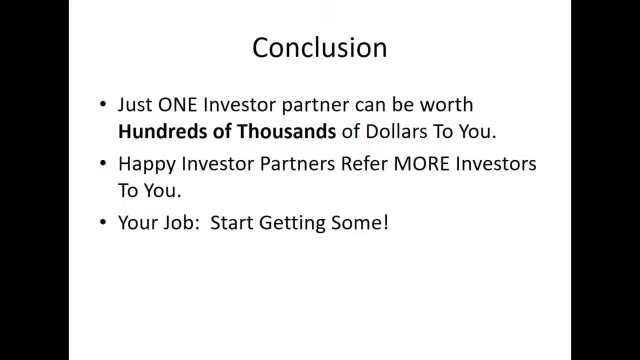 Conclusion
• Just ONE Investor partner can be worth
Hundreds of Thousands of Dollars To You.
• Happy Investor Partners Refer MORE Investors
To You.
• Your Job:  Start Getting Some!